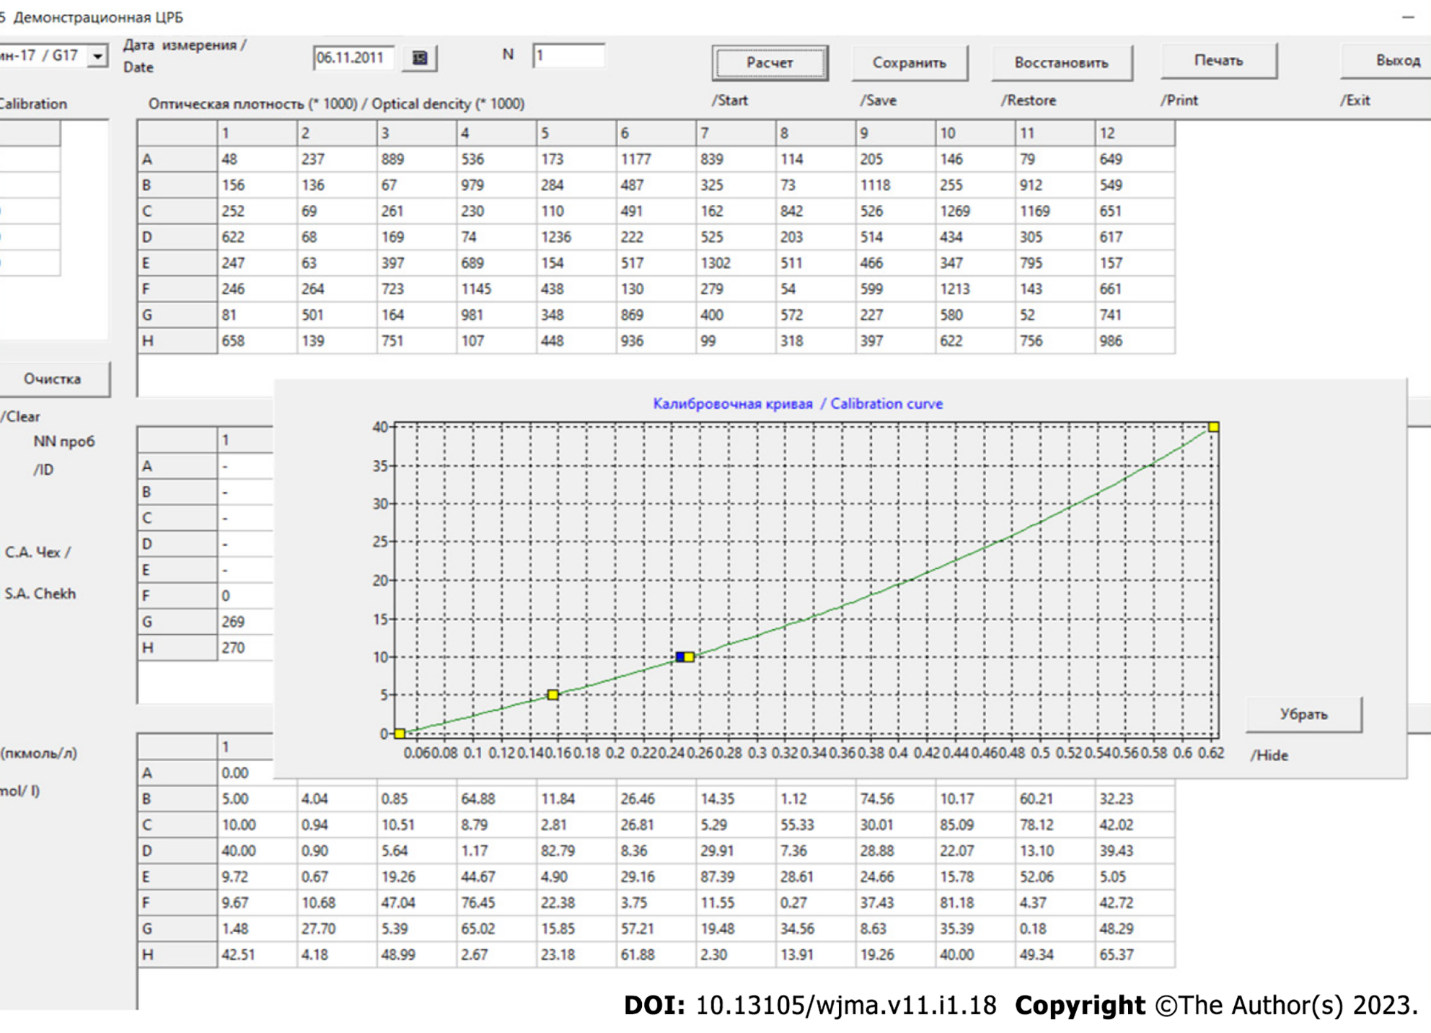 5 Демонстрационная ЦРБ
ин-17 / G17
Дата измерения /
Date
06.11.2011
N 1
Расчет Сохранить Восстановить Печать Выход
/Start /Save /Restore /Print /Exit
Calibration
Оптическая плотность (* 1000) / Optical dencity (* 1000)
1 2 3 4 5 6 7 8 9 10 11 12
A 48 237 889 536 173 1177 839 114 205 146 79 649
B 156 136 67 979 284 487 325 73 1118 255 912 549
C 252 69 261 230 110 491 162 842 526 1269 1169 651
D 622 68 169 74 1236 222 525 203 514 434 305 617
E 247 63 397 689 154 517 1302 511 466 347 795 157
F 246 264 723 1145 438 130 279 54 599 1213 143 661
G 81 501 164 981 348 869 400 572 227 580 52 741
H 658 139 751 107 448 936 99 318 397 622 756 986
Очистка
/Clear
NN проб
/ID
С.А. Чех /
S.A. Chekh
1
A -
B -
C -
D -
E -
F 0
G 269
H 270
Калибровочная кривая / Calibration curve
40
35
30
25
20
15
10
5
0
0.06 0.08 0.1 0.12 0.14 0.16 0.18 0.2 0.22 0.24 0.26 0.28 0.3 0.32 0.34 0.36 0.38 0.4 0.42 0.44 0.46 0.48 0.5 0.52 0.54 0.56 0.58 0.6 0.62
Убрать
/Hide
(пкмоль/л)
mol/ l)
1
A 0.00
B 5.00 4.04 0.85 64.88 11.84 26.46 14.35 1.12 74.56 10.17 60.21 32.23
C 10.00 0.94 10.51 8.79 2.81 26.81 5.29 55.33 30.01 85.09 78.12 42.02
D 40.00 0.90 5.64 1.17 82.79 8.36 29.91 7.36 28.88 22.07 13.10 39.43
E 9.72 0.67 19.26 44.67 4.90 29.16 87.39 28.61 24.66 15.78 52.06 5.05
F 9.67 10.68 47.04 76.45 22.38 3.75 11.55 0.27 37.43 81.18 4.37 42.72
G 1.48 27.70 5.39 65.02 15.85 57.21 19.48 34.56 8.63 35.39 0.18 48.29
H 42.51 4.18 48.99 2.67 23.18 61.88 2.30 13.91 19.26 40.00 49.34 65.37
DOI: 10.13105/wjma.v11.i1.18 Copyright ©The Author(s) 2023.